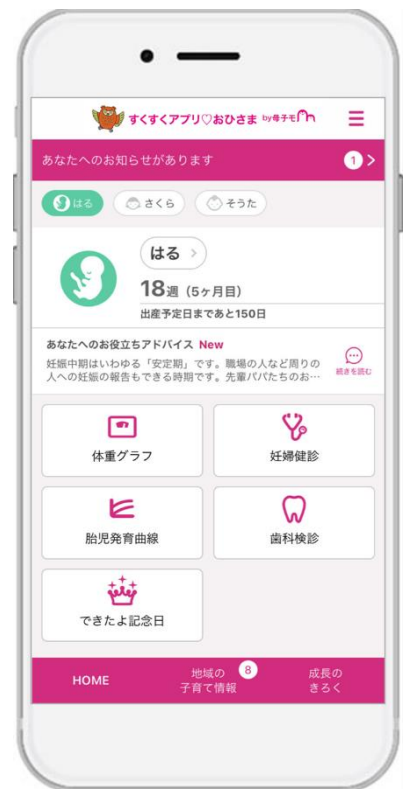 すくすくアプリ♡おひさま by母子モ
あなたへのお知らせがあります 1 >
はる さくら そうた
はる >
18週（5ヶ月目）
出産予定日まであと150日
あなたへのお役立ちアドバイス New
妊娠中期はいわゆる「安定期」です。職場の人など周りの
人への妊娠の報告もできる時期です。先輩パパたちのお…
続きを読む
体重グラフ 妊婦健診
胎児発育曲線 歯科検診
できたよ記念日
HOME
地域の 8
子育て情報
成長の
きろく